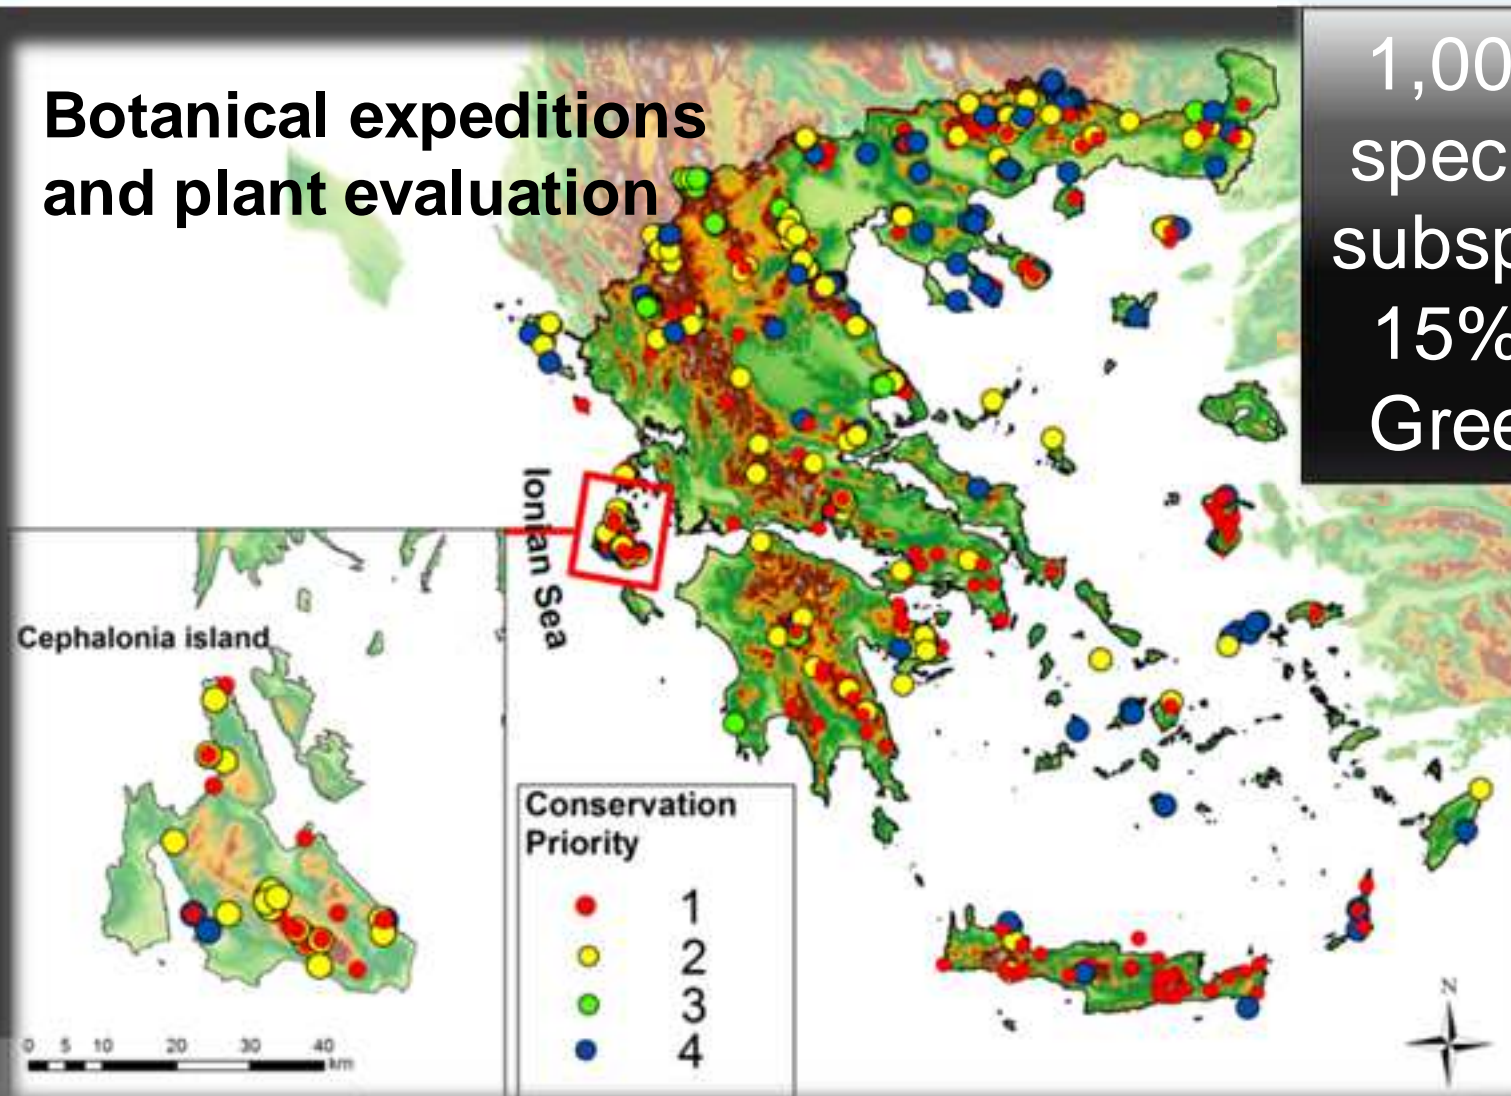 Botanical expeditions
and plant evaluation
1,00
spec
subsp
15%
Gree
Ionian Sea
Cephalonia island
Conservation
Priority
1
2
3
4
0 5 10 20 30 40
km
N